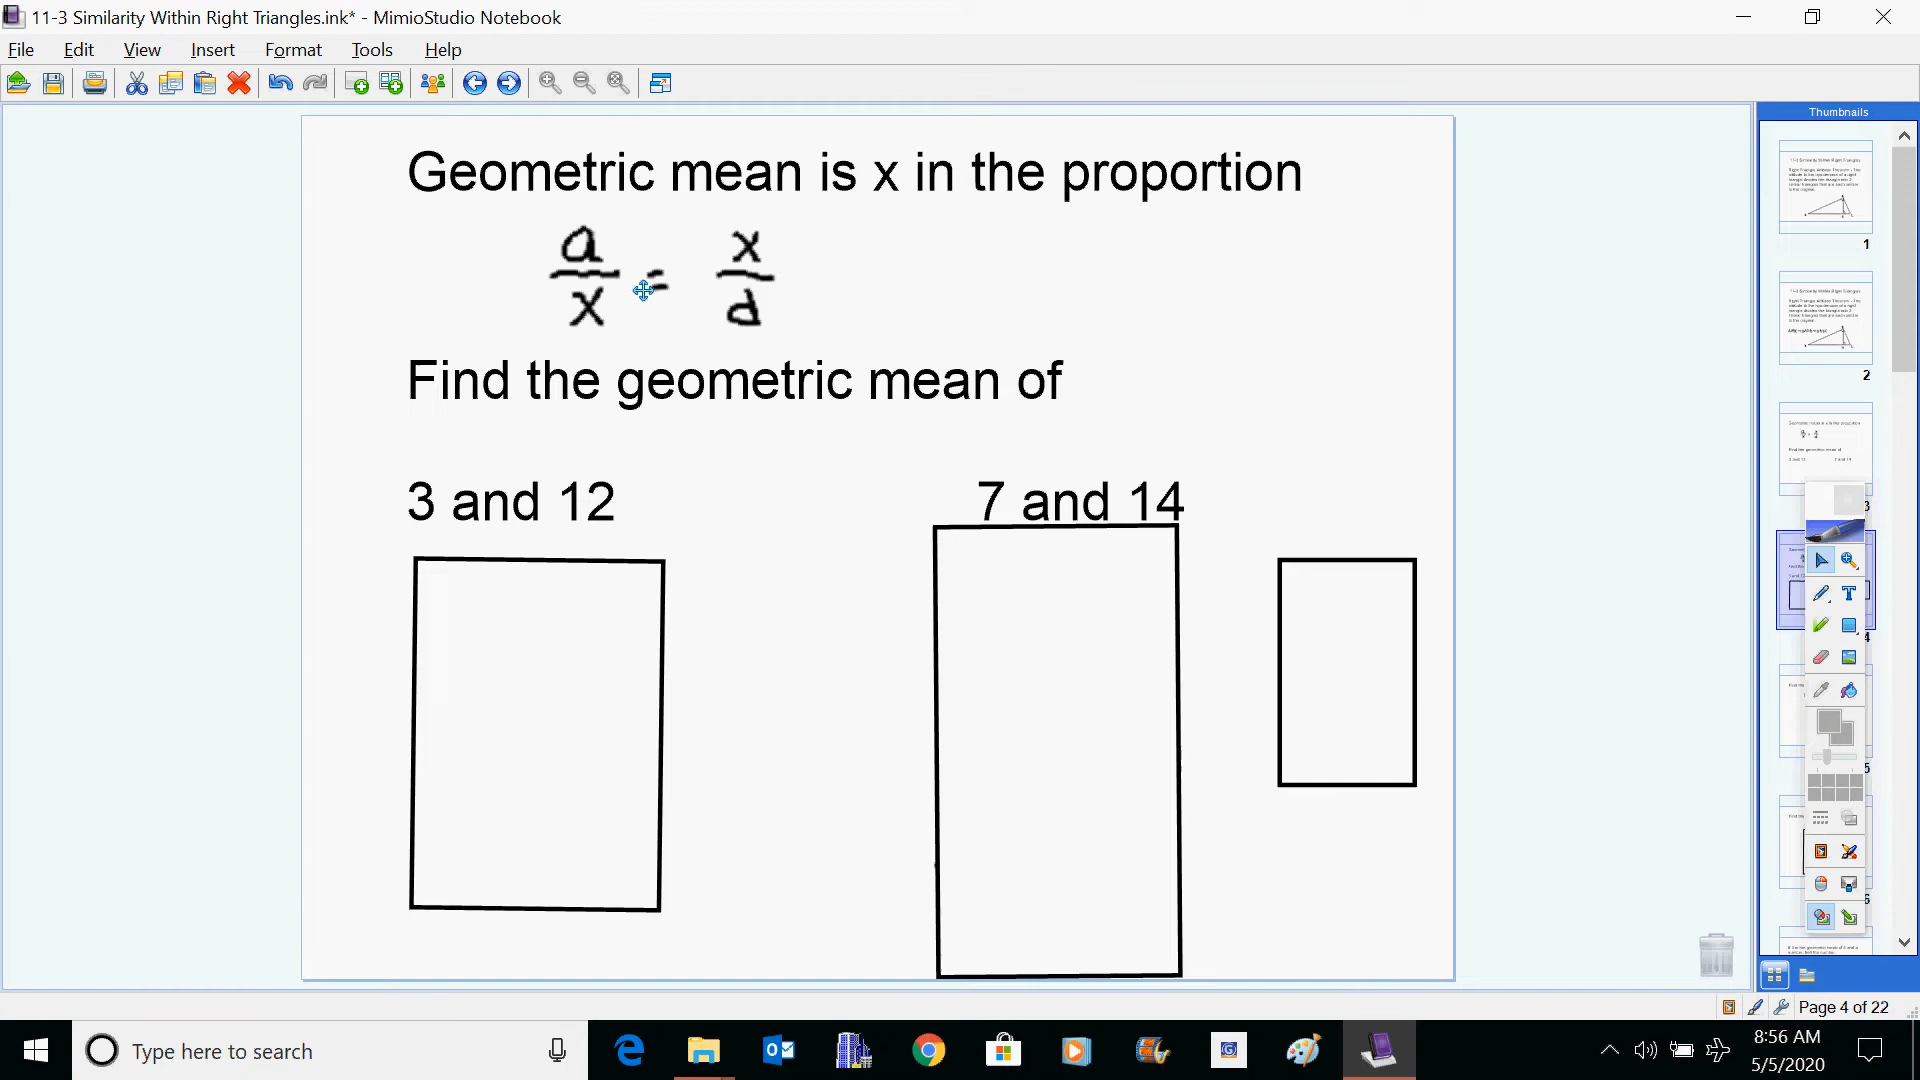 11-3 Similarity Within Right Triangles.ink* - MimioStudio Notebook
File Edit View Insert Format Tools Help
Thumbnails
Geometric mean is x in the proportion
a/x = x/d
Find the geometric mean of
3 and 12 7 and 14
1
2
3
4
5
6
Page 4 of 22
Type here to search
8:56 AM
5/5/2020